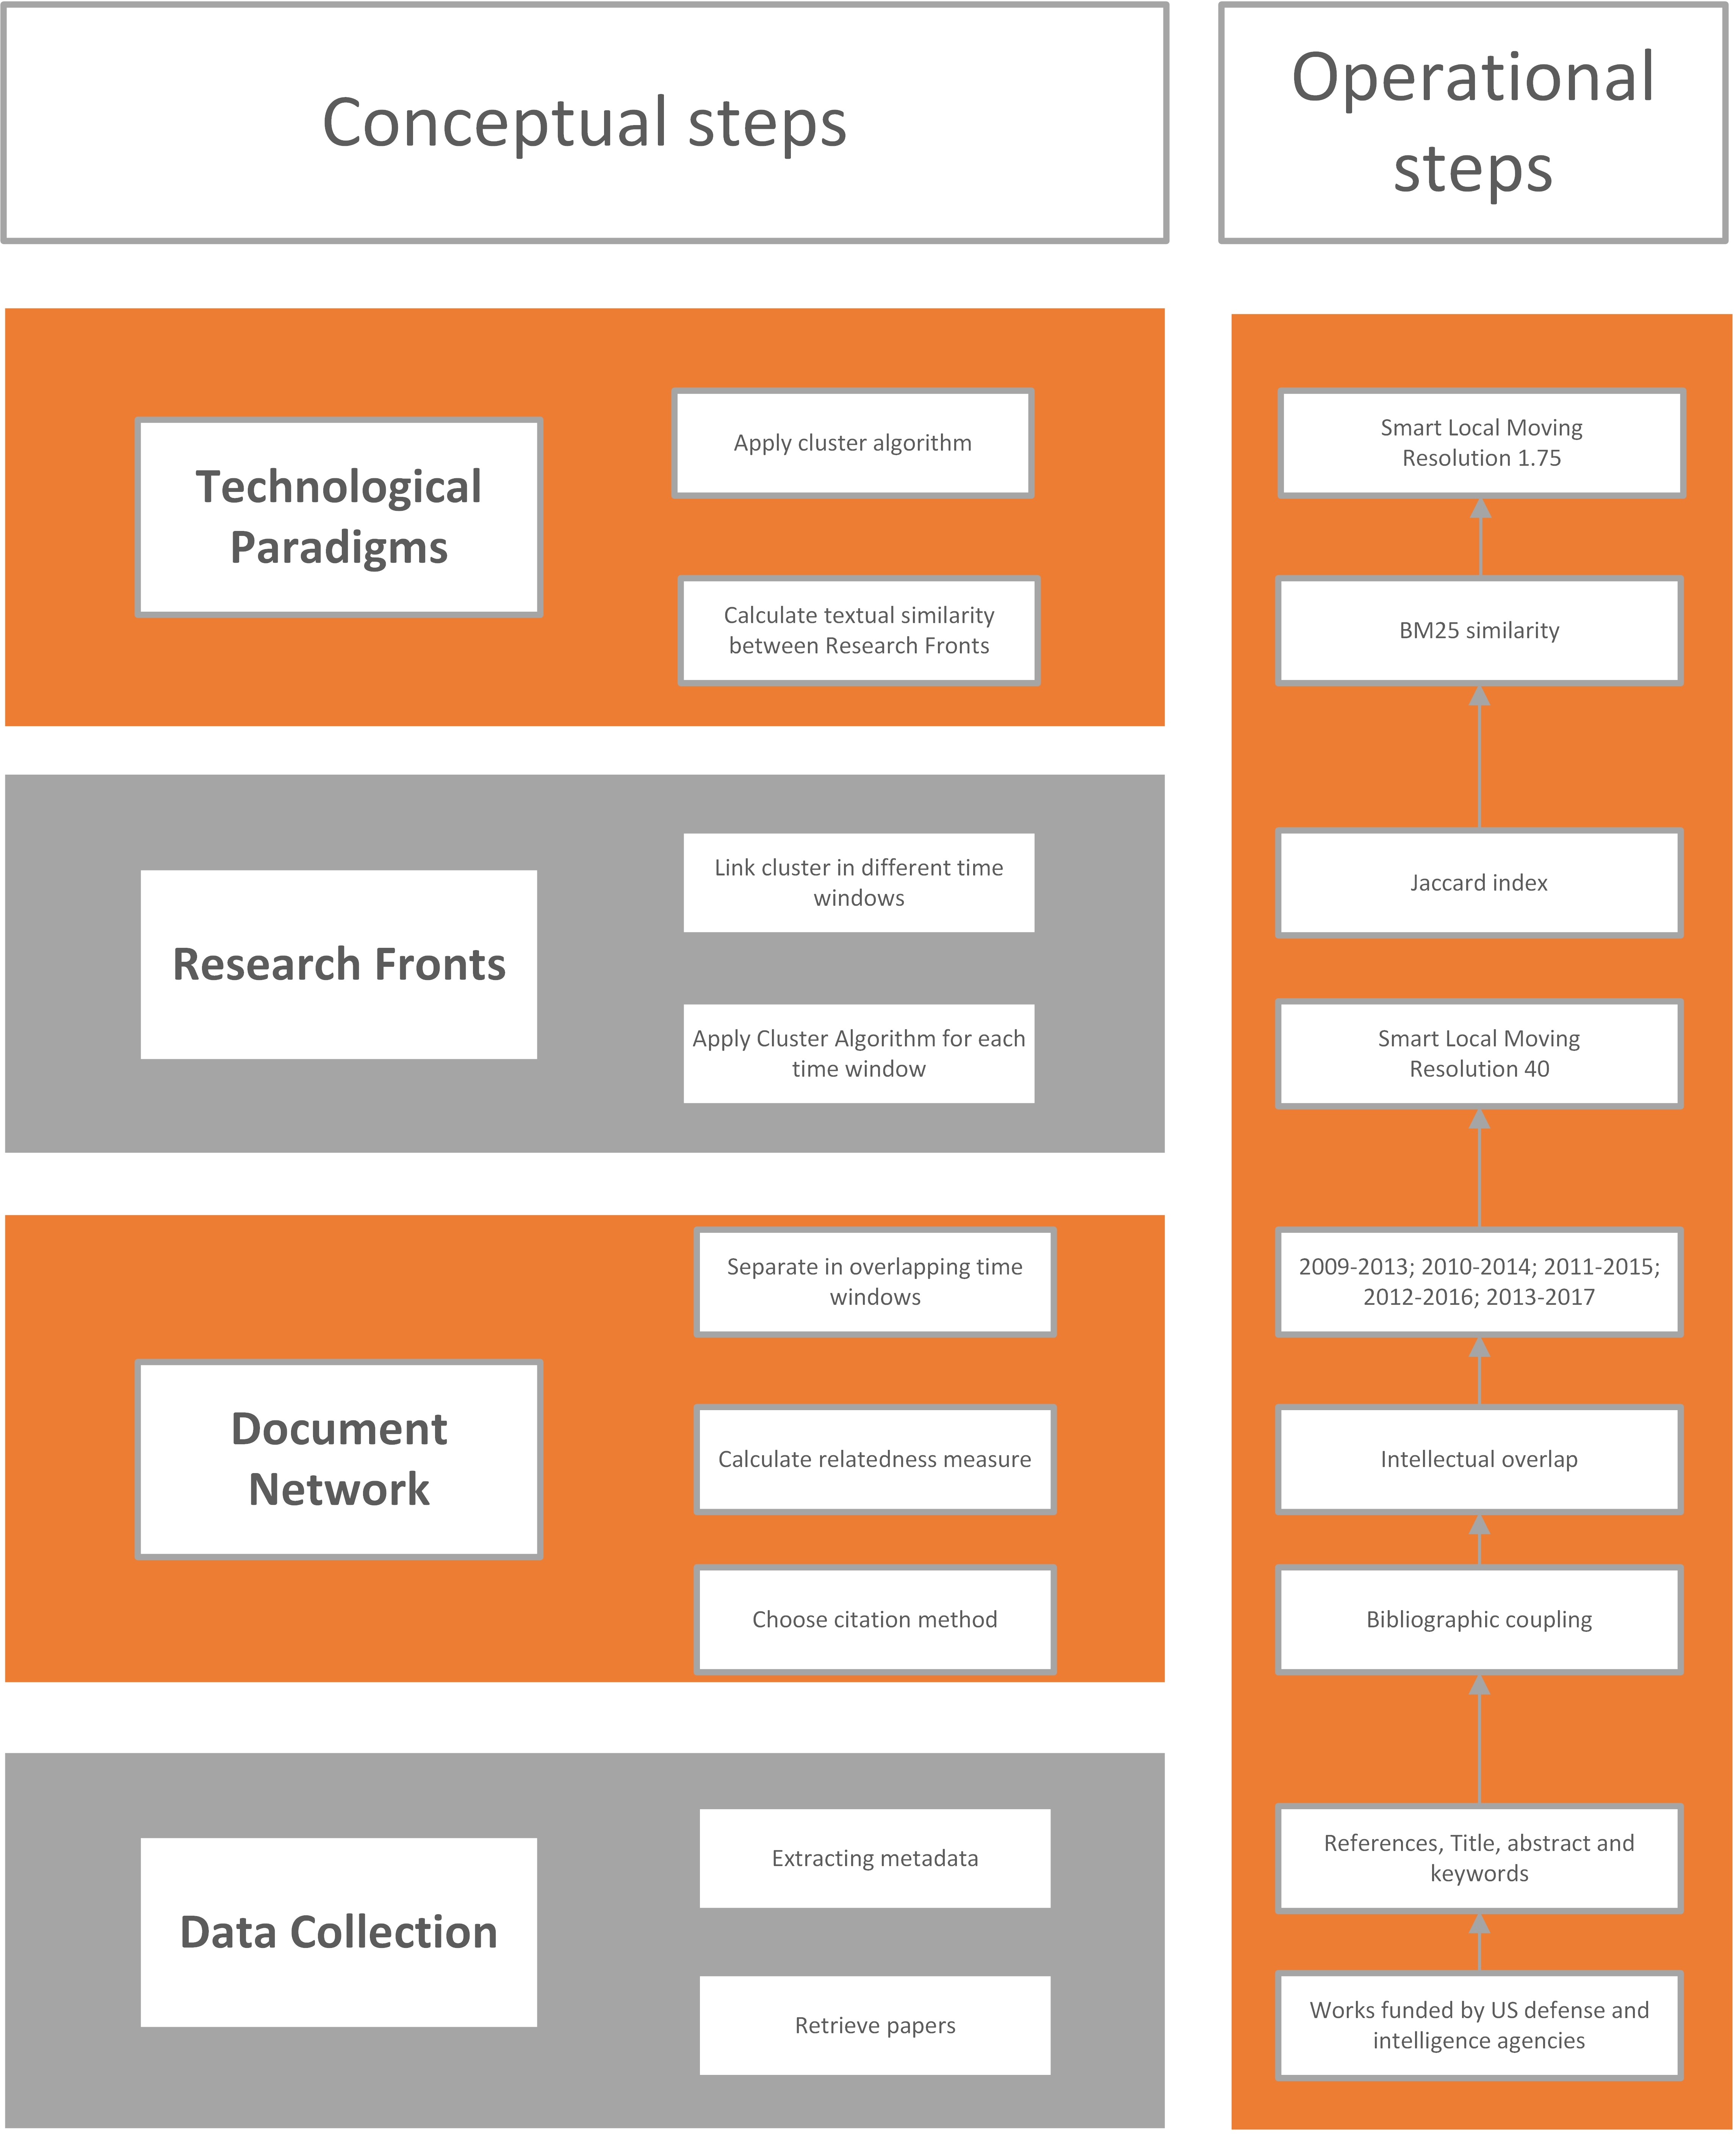 Conceptual steps
Operational
steps
Technological
Paradigms
Apply cluster algorithm
Calculate textual similarity
between Research Fronts
Smart Local Moving
Resolution 1.75
BM25 similarity
Research Fronts
Link cluster in different time
windows
Apply Cluster Algorithm for each
time window
Jaccard index
Smart Local Moving
Resolution 40
Document
Network
Separate in overlapping time
windows
Calculate relatedness measure
Choose citation method
2009-2013; 2010-2014; 2011-2015;
2012-2016; 2013-2017
Intellectual overlap
Bibliographic coupling
Data Collection
Extracting metadata
Retrieve papers
References, Title, abstract and
keywords
Works funded by US defense and
intelligence agencies